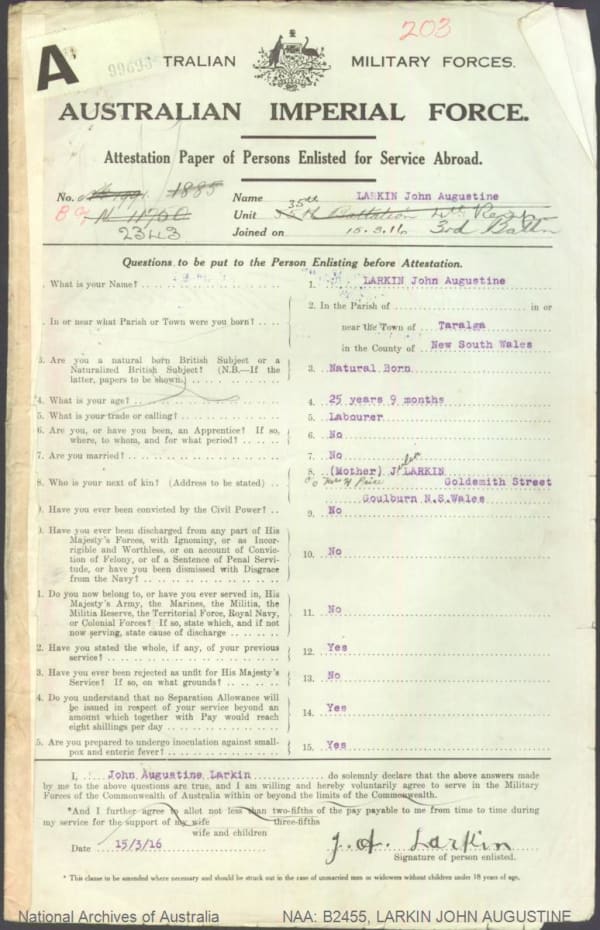 203
A
99693
TRALIAN MILITARY FORCES.
AUSTRALIAN IMPERIAL FORCE.
Attestation Paper of Persons Enlisted for Service Abroad.
No. 1885 Name LARKIN John Augustine
N 11700 Unit 35th Battalion 4th Rein
2343 Joined on 15.3.16 3rd Battn
Questions to be put to the Person Enlisting before Attestation.
. What is your Name? 1. LARKIN John Augustine
. In or near what Parish or Town were you born? 2. In the Parish of in or
near the Town of Taralga
in the County of New South Wales
3. Are you a natural born British Subject or a
Naturalized British Subject? (N.B.—If the
latter, papers to be shown.) 3. Natural Born
4. What is your age? 4. 25 years 9 months
5. What is your trade or calling? 5. Labourer
6. Are you, or have you been, an Apprentice? If so,
where, to whom, and for what period? 6. No
7. Are you married? 7. No
8. Who is your next of kin? (Address to be stated) 8. (Mother) J LARKIN
Goldsmith Street
Goulburn N.S.Wales
. Have you ever been convicted by the Civil Power? 9. No
. Have you ever been discharged from any part of His
Majesty's Forces, with Ignominy, or as Incor-
rigible and Worthless, or on account of Convic-
tion of Felony, or of a Sentence of Penal Servi-
tude, or have you been dismissed with Disgrace
from the Navy? 10. No
1. Do you now belong to, or have you ever served in, His
Majesty's Army, the Marines, the Militia, the
Militia Reserve, the Territorial Force, Royal Navy,
or Colonial Forces? If so, state which, and if not
now serving, state cause of discharge 11. No
2. Have you stated the whole, if any, of your previous
service? 12. Yes
3. Have you ever been rejected as unfit for His Majesty's
Service? If so, on what grounds? 13. No
4. Do you understand that no Separation Allowance will
be issued in respect of your service beyond an
amount which together with Pay would reach
eight shillings per day 14. Yes
5. Are you prepared to undergo inoculation against small-
pox and enteric fever? 15. Yes
I, John Augustine Larkin do solemnly declare that the above answers made
by me to the above questions are true, and I am willing and hereby voluntarily agree to serve in the Military
Forces of the Commonwealth of Australia within or beyond the limits of the Commonwealth.
*And I further agree to allot not less than two-fifths of the pay payable to me from time to time during
three-fifths
my service for the support of my wife
wife and children
Date 15/3/16 J. A. Larkin
Signature of person enlisted.
* This clause to be amended where necessary and should be struck out in the case of unmarried men or widowers without children under 18 years of age.
National Archives of Australia NAA: B2455, LARKIN JOHN AUGUSTINE